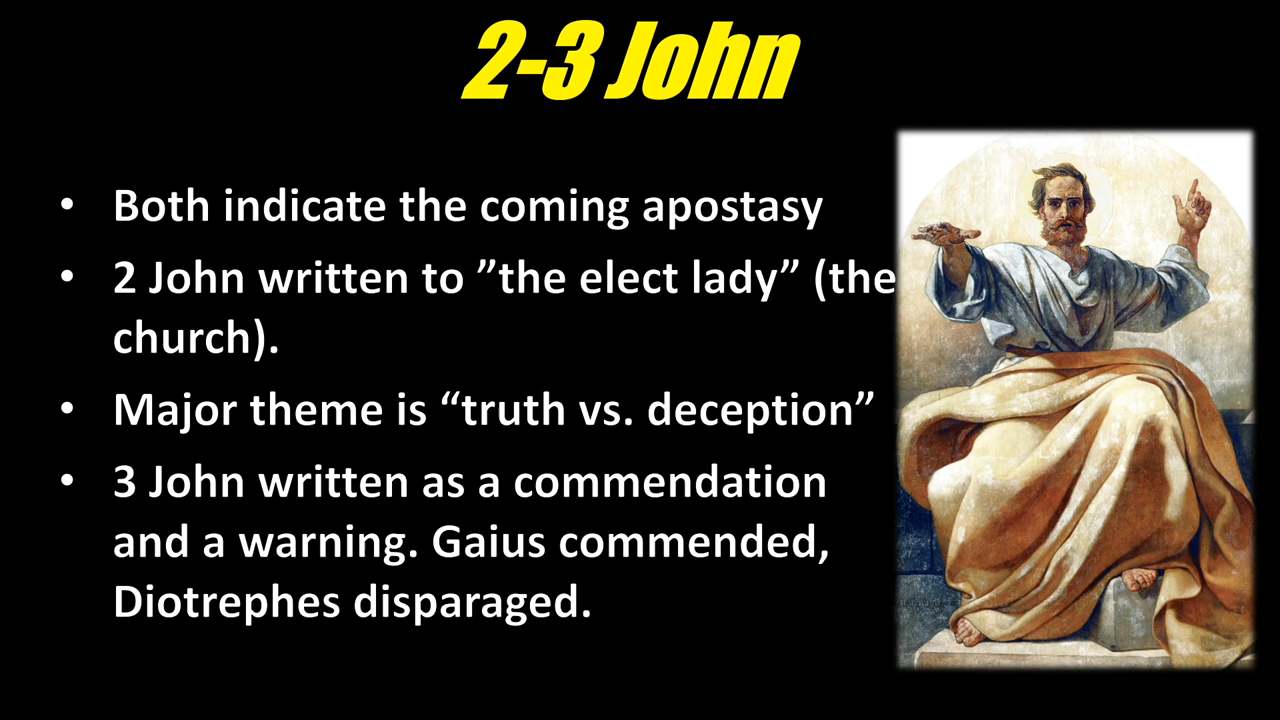 2-3 John
• Both indicate the coming apostasy
• 2 John written to ”the elect lady” (the
church).
• Major theme is “truth vs. deception”
• 3 John written as a commendation
and a warning. Gaius commended,
Diotrephes disparaged.